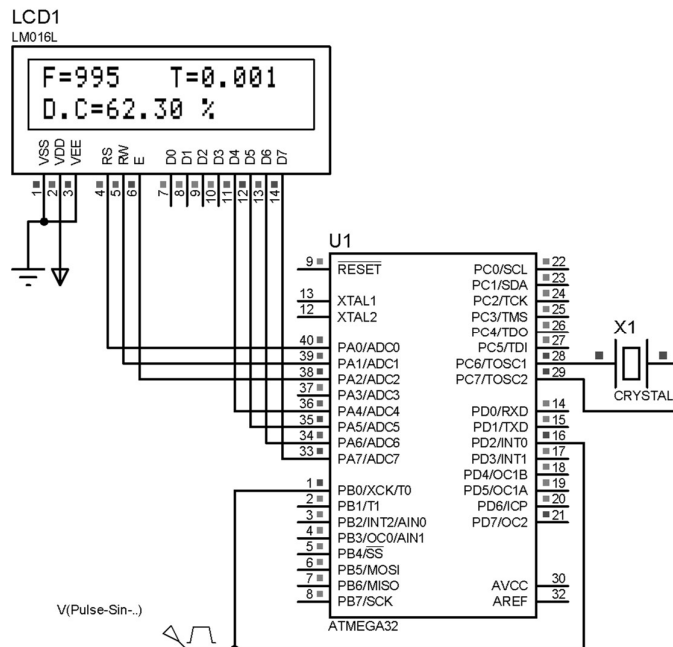 LCD1
LM016L
F=995 T=0.001
D.C=62.30 %
VSS VDD VEE RS RW E D0 D1 D2 D3 D4 D5 D6 D7
1 2 3 4 5 6 7 8 9 10 11 12 13 14
U1
9 RESET PC0/SCL 22
PC1/SDA 23
13 XTAL1 PC2/TCK 24
12 XTAL2 PC3/TMS 25
PC4/TDO 26
40 PA0/ADC0 PC5/TDI 27
39 PA1/ADC1 PC6/TOSC1 28
38 PA2/ADC2 PC7/TOSC2 29
37 PA3/ADC3
36 PA4/ADC4 PD0/RXD 14
35 PA5/ADC5 PD1/TXD 15
34 PA6/ADC6 PD2/INT0 16
33 PA7/ADC7 PD3/INT1 17
PD4/OC1B 18
1 PB0/XCK/T0 PD5/OC1A 19
2 PB1/T1 PD6/ICP 20
3 PB2/INT2/AIN0 PD7/OC2 21
4 PB3/OC0/AIN1
5 PB4/SS
6 PB5/MOSI
7 PB6/MISO AVCC 30
8 PB7/SCK AREF 32
ATMEGA32
X1
CRYSTAL
V(Pulse-Sin-..)